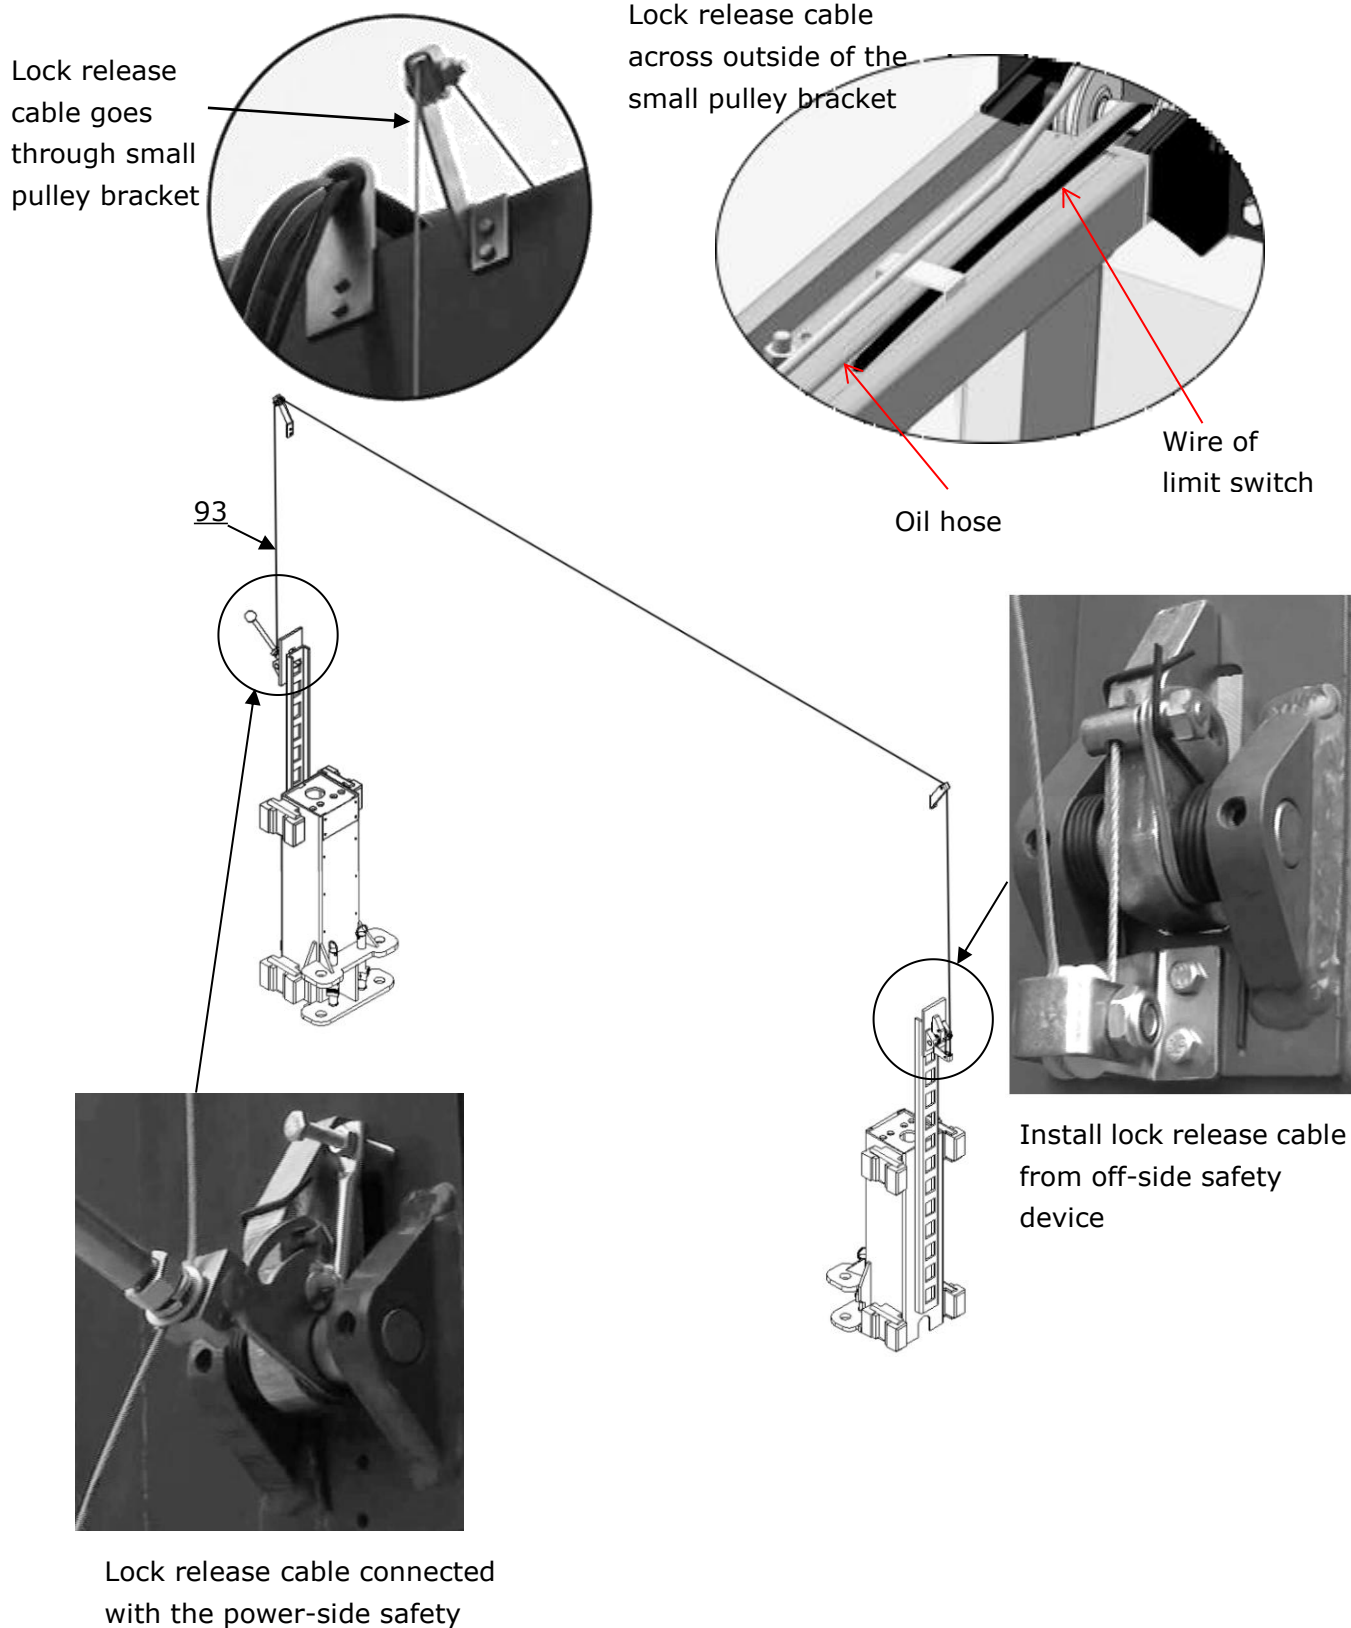 Lock release
cable goes
through small
pulley bracket
Lock release cable
across outside of the
small pulley bracket
Wire of
limit switch
Oil hose
93
Install lock release cable
from off-side safety
device
Lock release cable connected
with the power-side safety